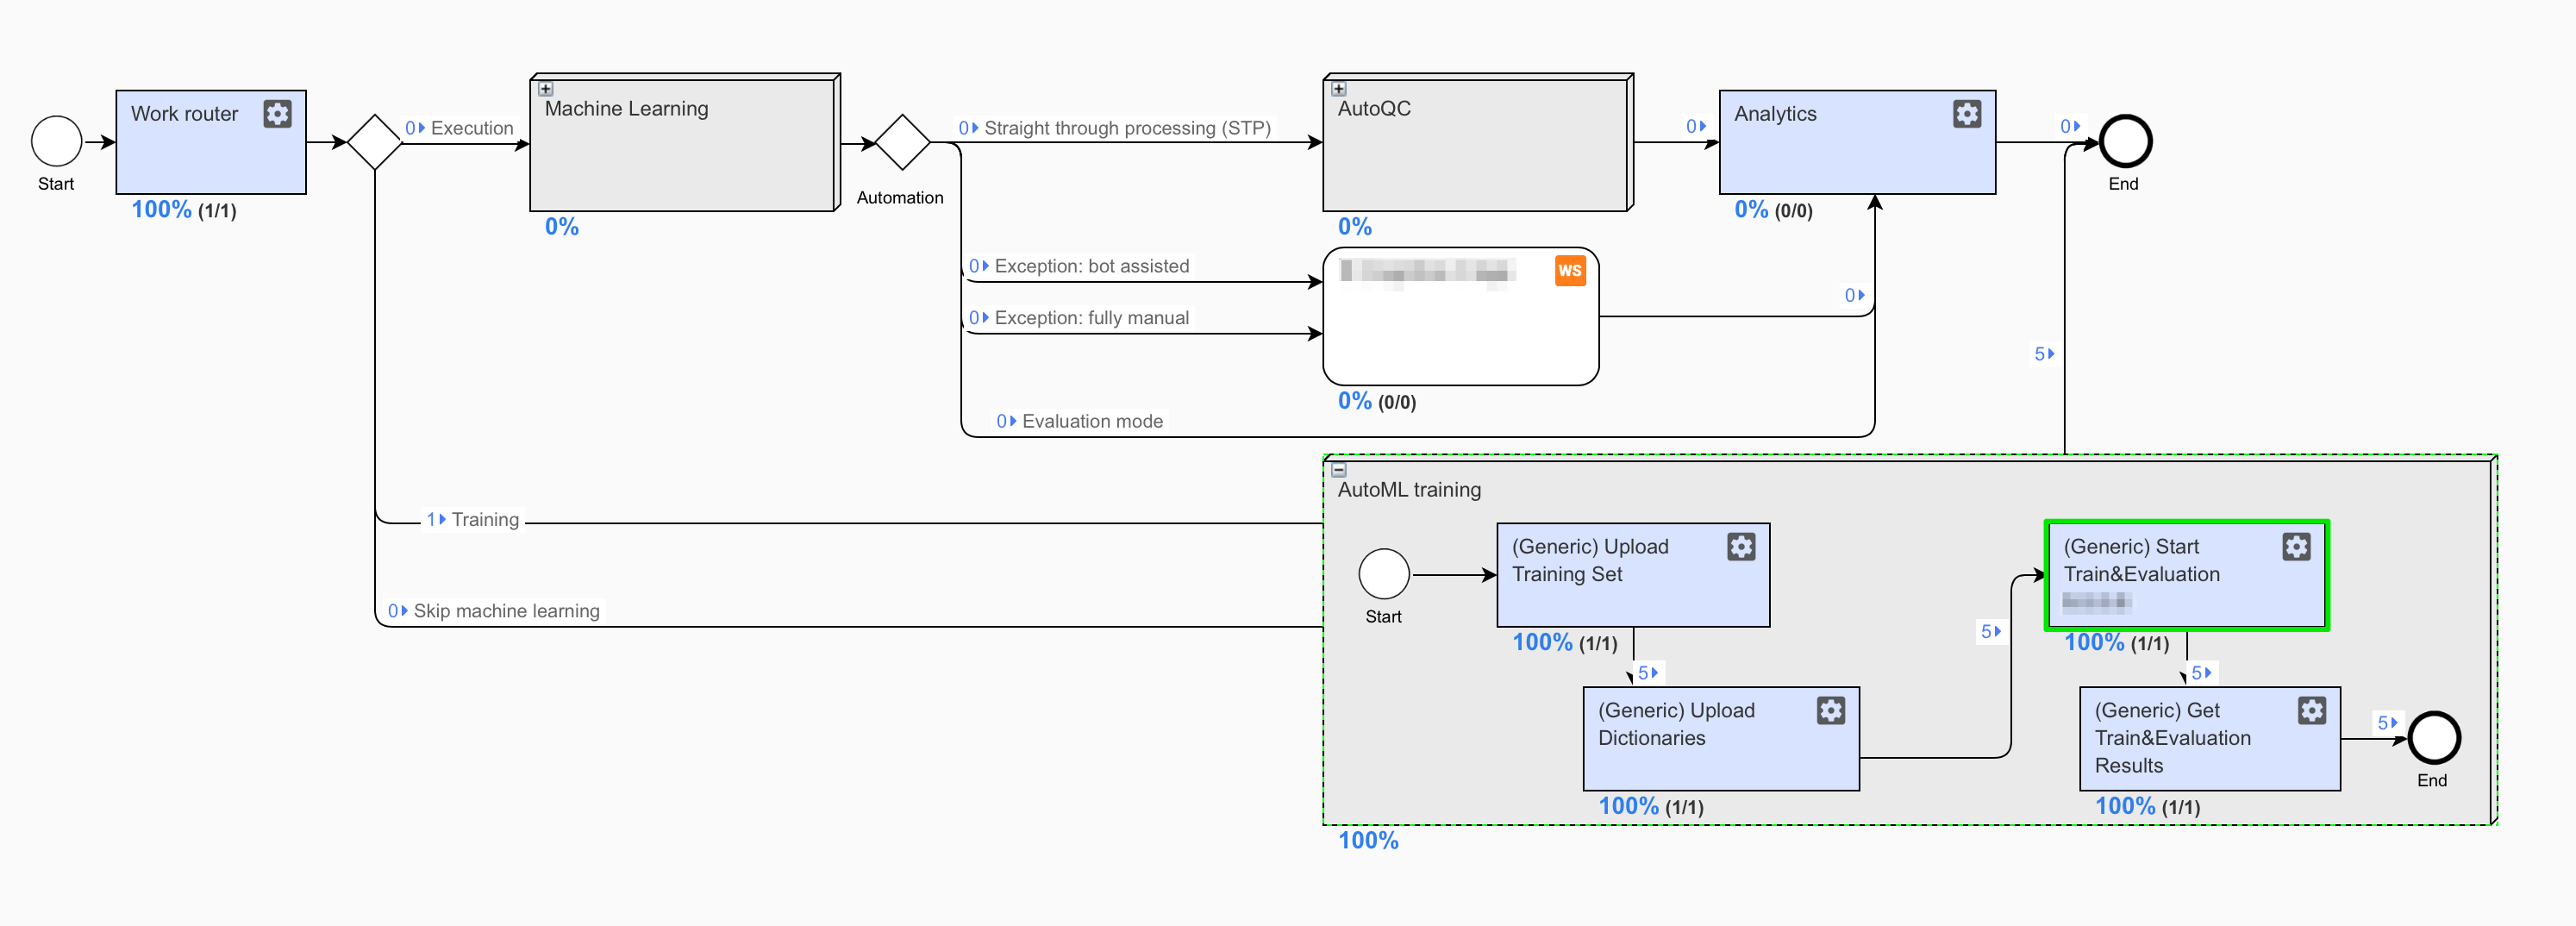 Start
Work router
100% (1/1)
0 Execution
Machine Learning
0%
Automation
0 Straight through processing (STP)
AutoQC
0%
0
Analytics
0% (0/0)
0
End
0 Exception: bot assisted
0 Exception: fully manual
WS
0% (0/0)
0
0 Evaluation mode
5
1 Training
0 Skip machine learning
AutoML training
Start
(Generic) Upload
Training Set
100% (1/1)
5
(Generic) Upload
Dictionaries
100% (1/1)
5
(Generic) Start
Train&Evaluation
100% (1/1)
5
(Generic) Get
Train&Evaluation
Results
100% (1/1)
5
End
100%